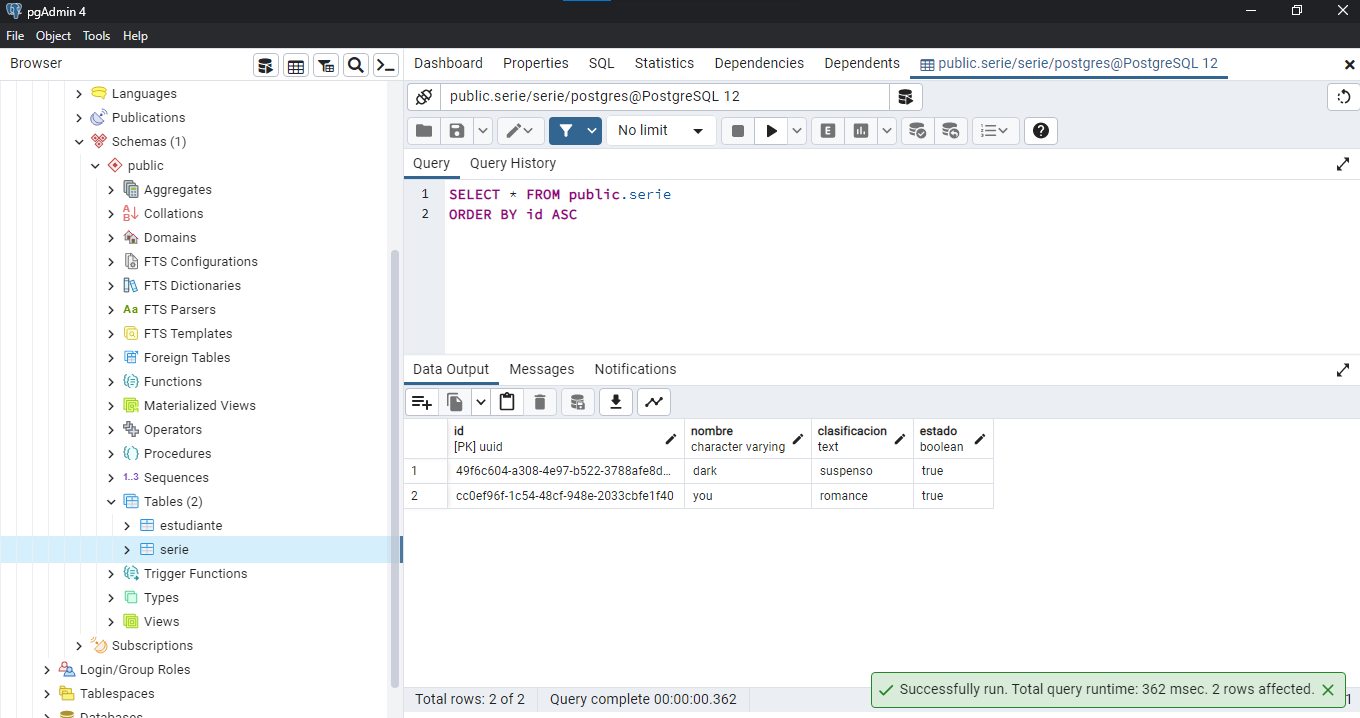 pgAdmin 4
File Object Tools Help
Browser
Dashboard Properties SQL Statistics Dependencies Dependents public.serie/serie/postgres@PostgreSQL 12
public.serie/serie/postgres@PostgreSQL 12
No limit
E
Query Query History
1 SELECT * FROM public.serie
2 ORDER BY id ASC
Languages
Publications
Schemas (1)
public
Aggregates
Collations
Domains
FTS Configurations
FTS Dictionaries
Aa FTS Parsers
FTS Templates
Foreign Tables
Functions
Materialized Views
Operators
Procedures
1..3 Sequences
Tables (2)
estudiante
serie
Trigger Functions
Types
Views
Subscriptions
Login/Group Roles
Tablespaces
Databases
Data Output Messages Notifications
id nombre clasificacion estado
[PK] uuid character varying text boolean
1 49f6c604-a308-4e97-b522-3788afe8d... dark suspenso true
2 cc0ef96f-1c54-48cf-948e-2033cbfe1f40 you romance true
Total rows: 2 of 2 Query complete 00:00:00.362
Successfully run. Total query runtime: 362 msec. 2 rows affected.